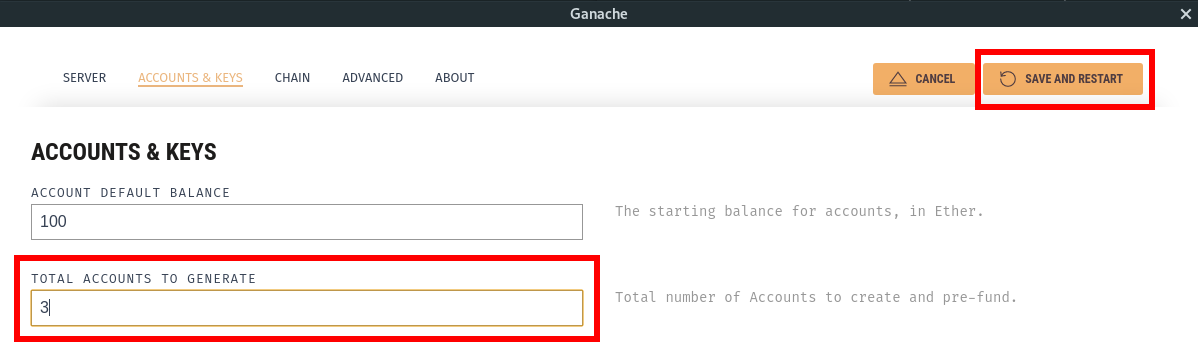 Ganache
SERVER ACCOUNTS & KEYS CHAIN ADVANCED ABOUT CANCEL SAVE AND RESTART
ACCOUNTS & KEYS
ACCOUNT DEFAULT BALANCE
100 The starting balance for accounts, in Ether.
TOTAL ACCOUNTS TO GENERATE
3 Total number of Accounts to create and pre-fund.